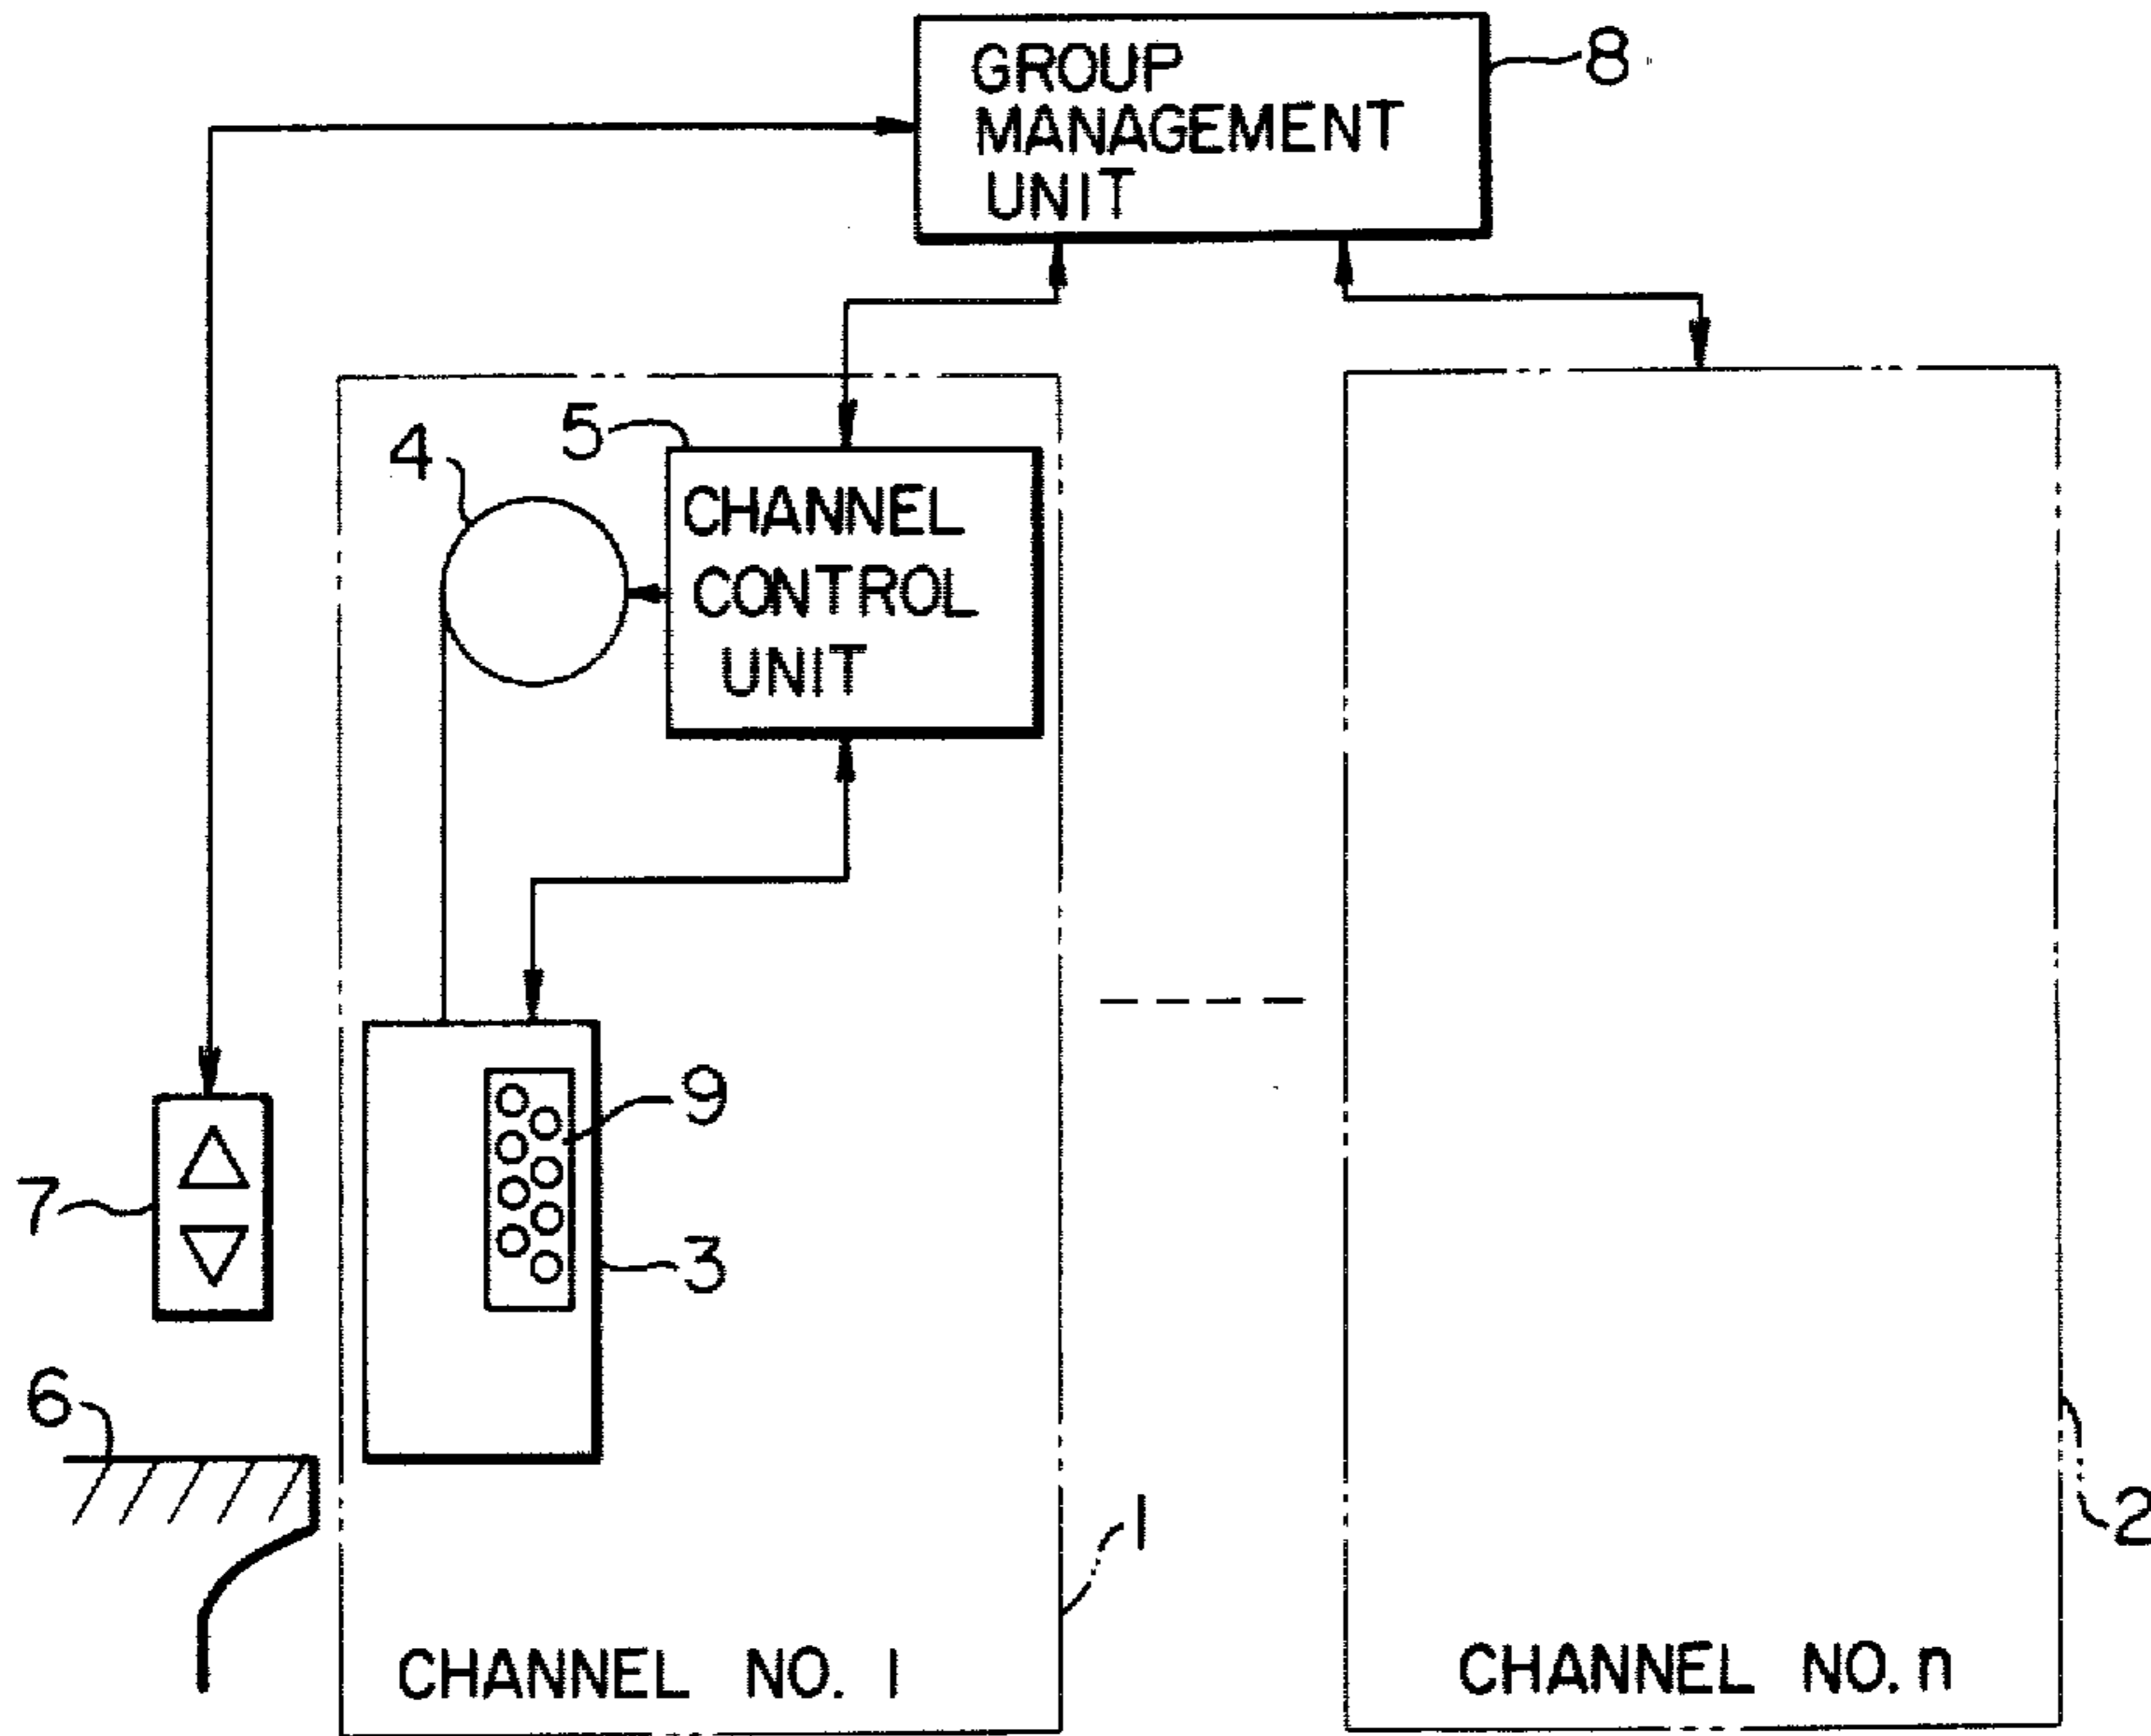 GROUP
MANAGEMENT
UNIT
8
5
4
CHANNEL
CONTROL
UNIT
9
7
3
6
1
2
CHANNEL NO. 1
CHANNEL NO. n